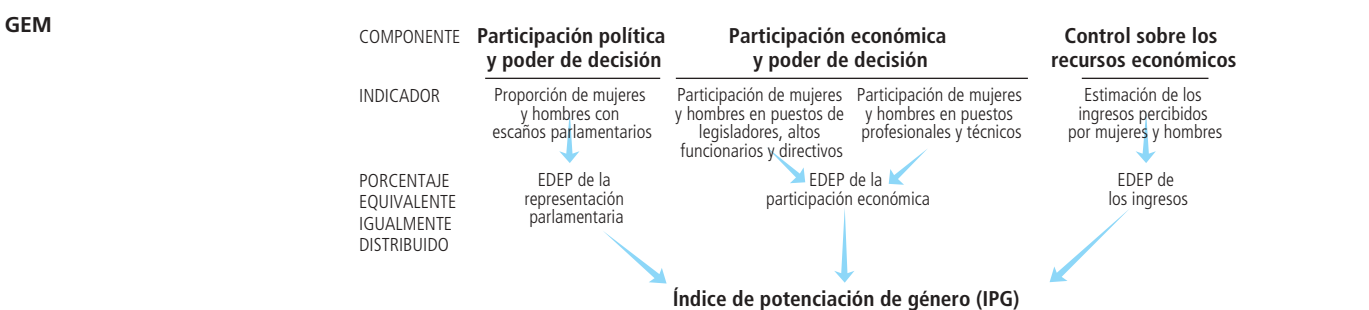 GEM
COMPONENTE
Participación política
y poder de decisión
Participación económica
y poder de decisión
Control sobre los
recursos económicos
INDICADOR
Proporción de mujeres
y hombres con
escaños parlamentarios
Participación de mujeres
y hombres en puestos de
legisladores, altos
funcionarios y directivos
Participación de mujeres
y hombres en puestos
profesionales y técnicos
Estimación de los
ingresos percibidos
por mujeres y hombres
PORCENTAJE
EQUIVALENTE
IGUALMENTE
DISTRIBUIDO
EDEP de la
representación
parlamentaria
EDEP de la
participación económica
EDEP de
los ingresos
Índice de potenciación de género (IPG)